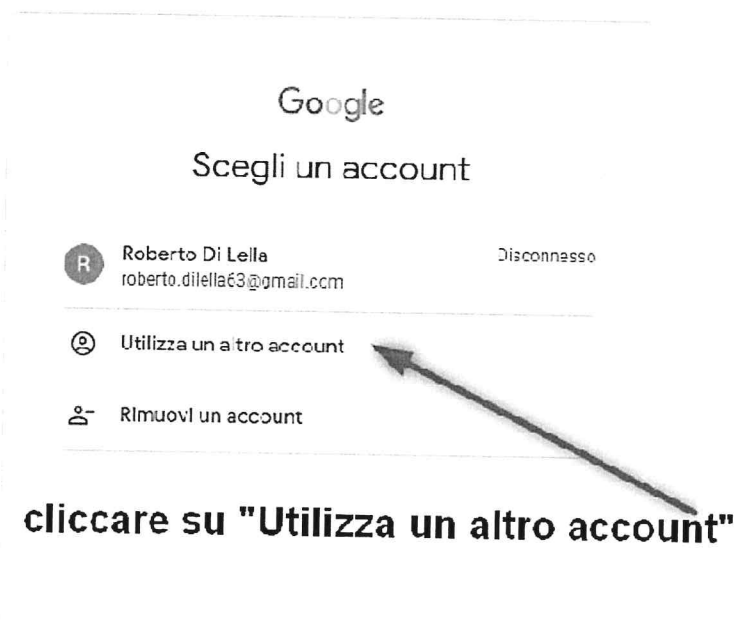 Google
Scegli un account
R
Roberto Di Lella
Disconnesso
roberto.dilella63@gmail.com
Utilizza un altro account
Rimuovi un account
cliccare su "Utilizza un altro account"